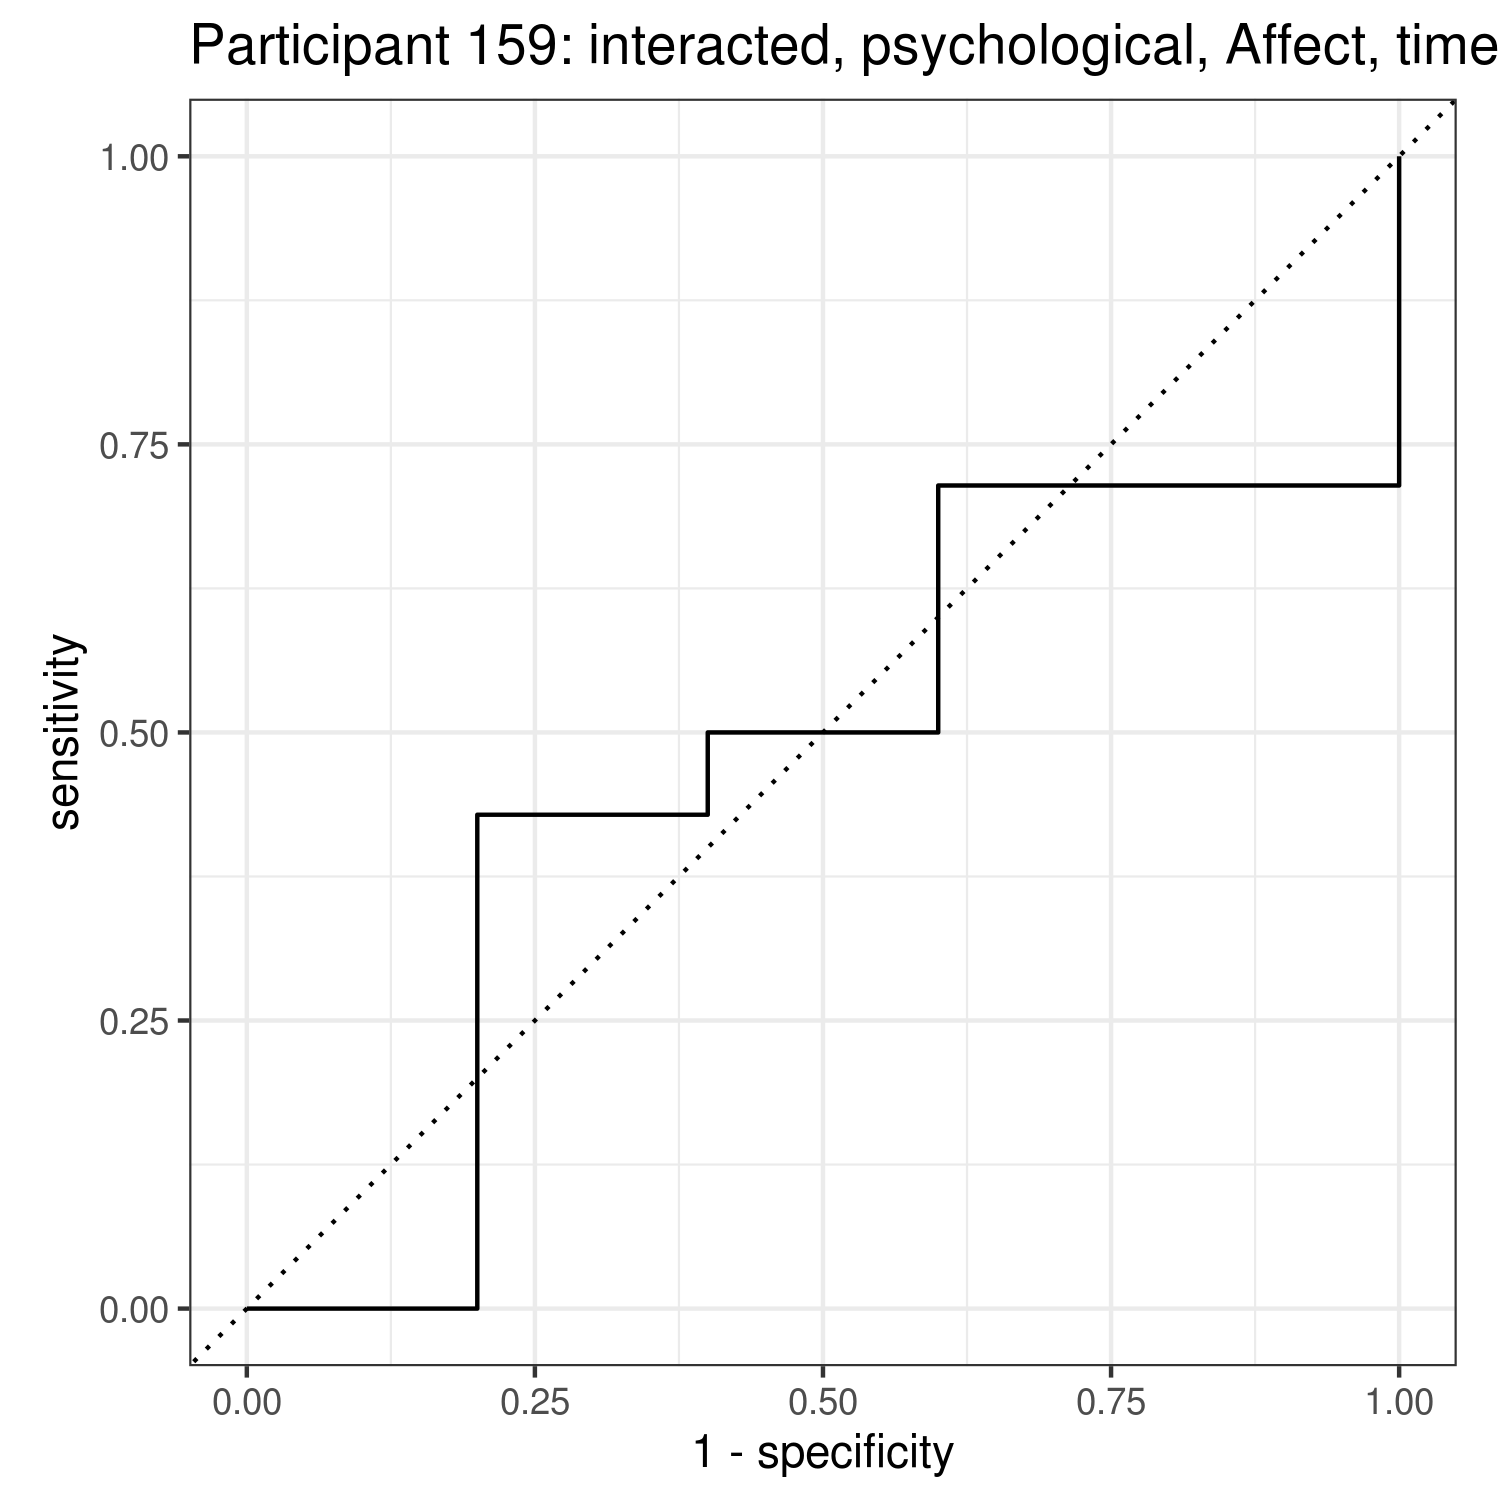 Participant 159: interacted, psychological, Affect, time
1.00
0.75
0.50
0.25
0.00
sensitivity
0.00 0.25 0.50 0.75 1.00
1 - specificity